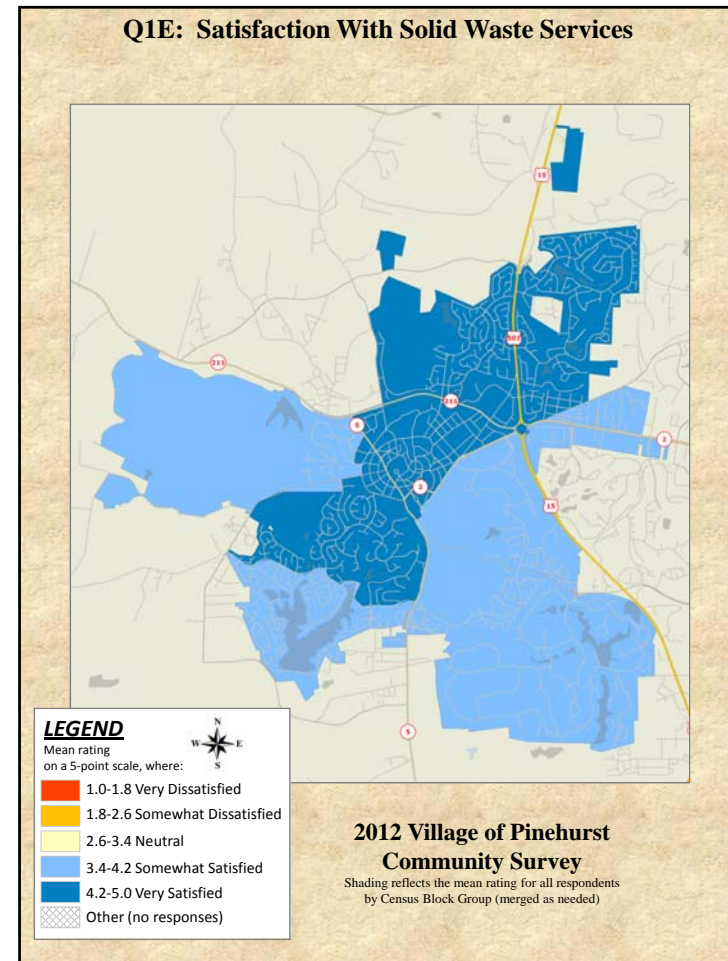 Q1E: Satisfaction With Solid Waste Services
15
501
211
211
5
2
2
15
5
LEGEND
N
W E
S
Mean rating
on a 5-point scale, where:
1.0-1.8 Very Dissatisfied
1.8-2.6 Somewhat Dissatisfied
2.6-3.4 Neutral
3.4-4.2 Somewhat Satisfied
4.2-5.0 Very Satisfied
Other (no responses)
2012 Village of Pinehurst
Community Survey
Shading reflects the mean rating for all respondents
by Census Block Group (merged as needed)